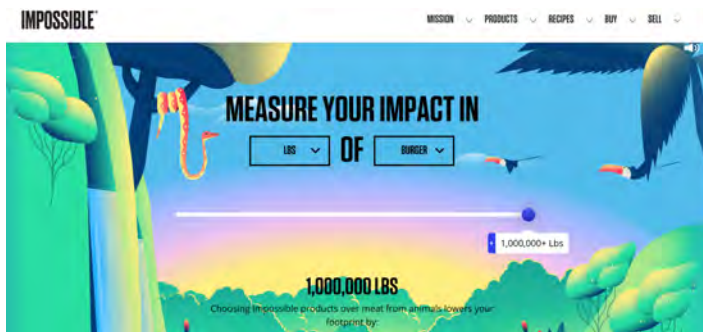 IMPOSSIBLE™
MISSION PRODUCTS RECIPES BUY SELL
MEASURE YOUR IMPACT IN
LBS OF BURGER
1,000,000+ Lbs
1,000,000 LBS
Choosing Impossible products over meat from animals lowers your
footprint by: